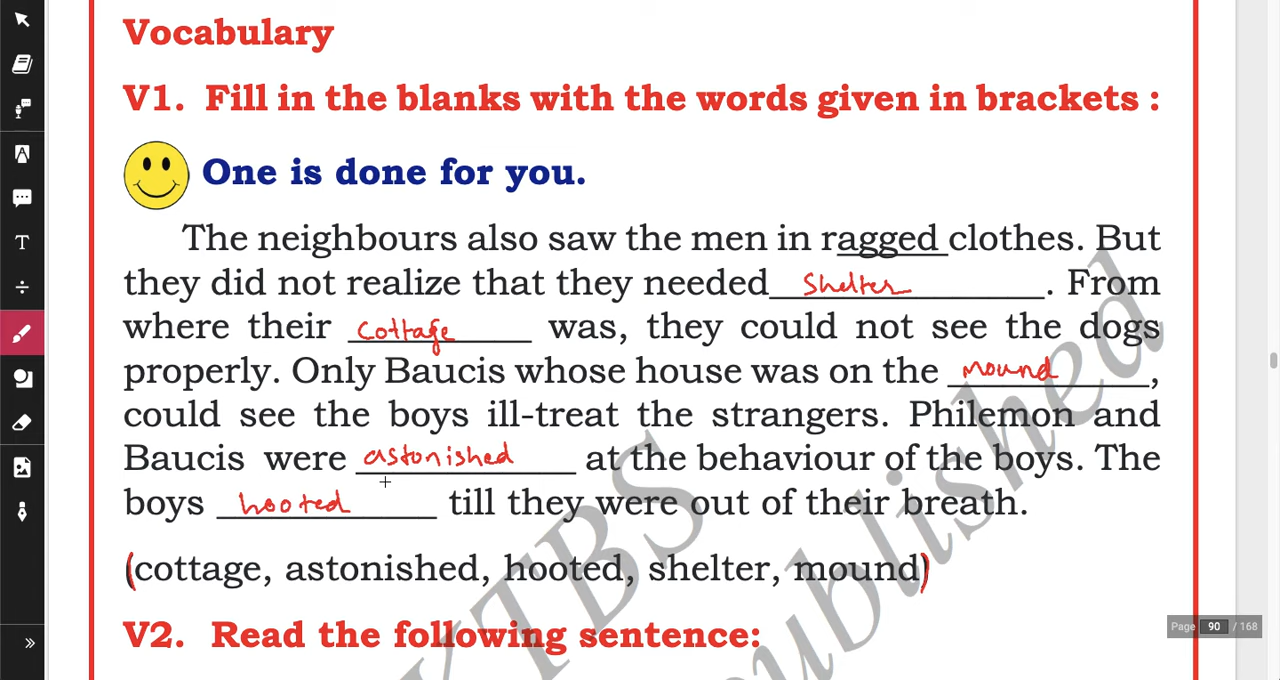 Vocabulary
V1. Fill in the blanks with the words given in brackets :
One is done for you.
The neighbours also saw the men in ragged clothes. But
they did not realize that they needed shelter. From
where their cottage was, they could not see the dogs
properly. Only Baucis whose house was on the mound,
could see the boys ill-treat the strangers. Philemon and
Baucis were astonished at the behaviour of the boys. The
boys hooted till they were out of their breath.
(cottage, astonished, hooted, shelter, mound)
V2. Read the following sentence:
Page 90 / 168
KTBS
published